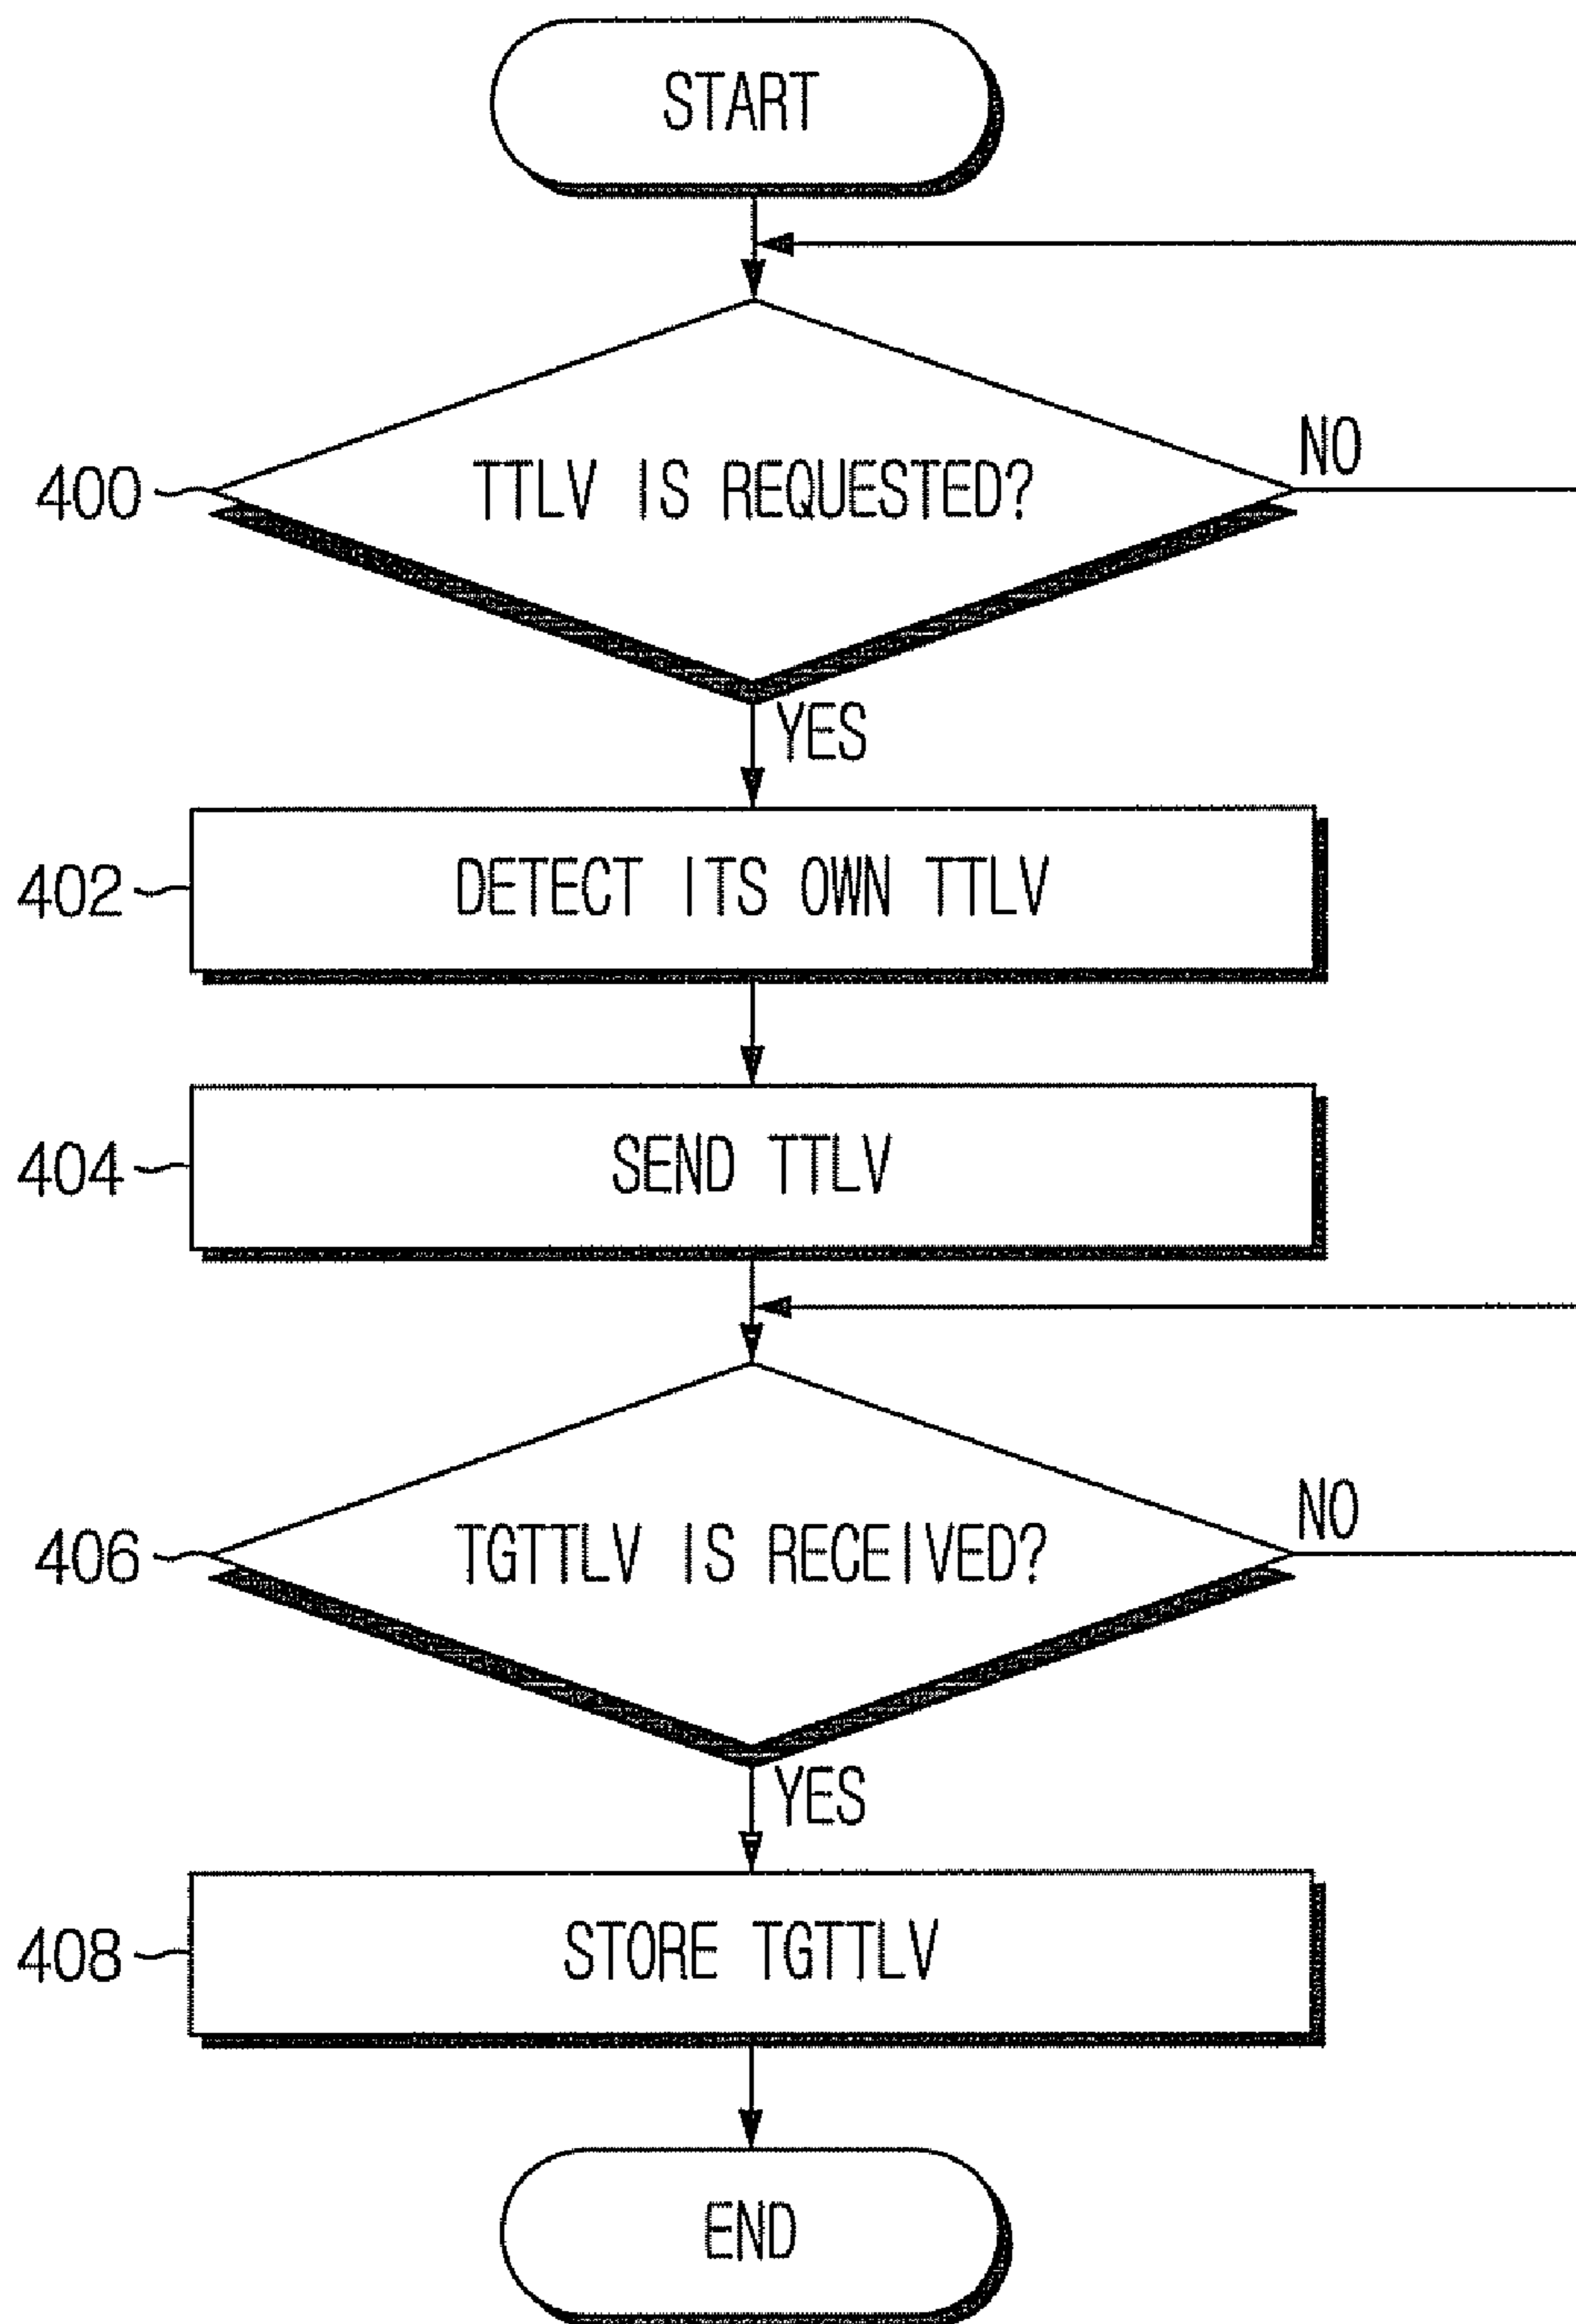 START
NO
400
TTLV IS REQUESTED?
YES
402
DETECT ITS OWN TTLV
404
SEND TTLV
NO
406
TGTTLV IS RECEIVED?
YES
408
STORE TGTTLV
END